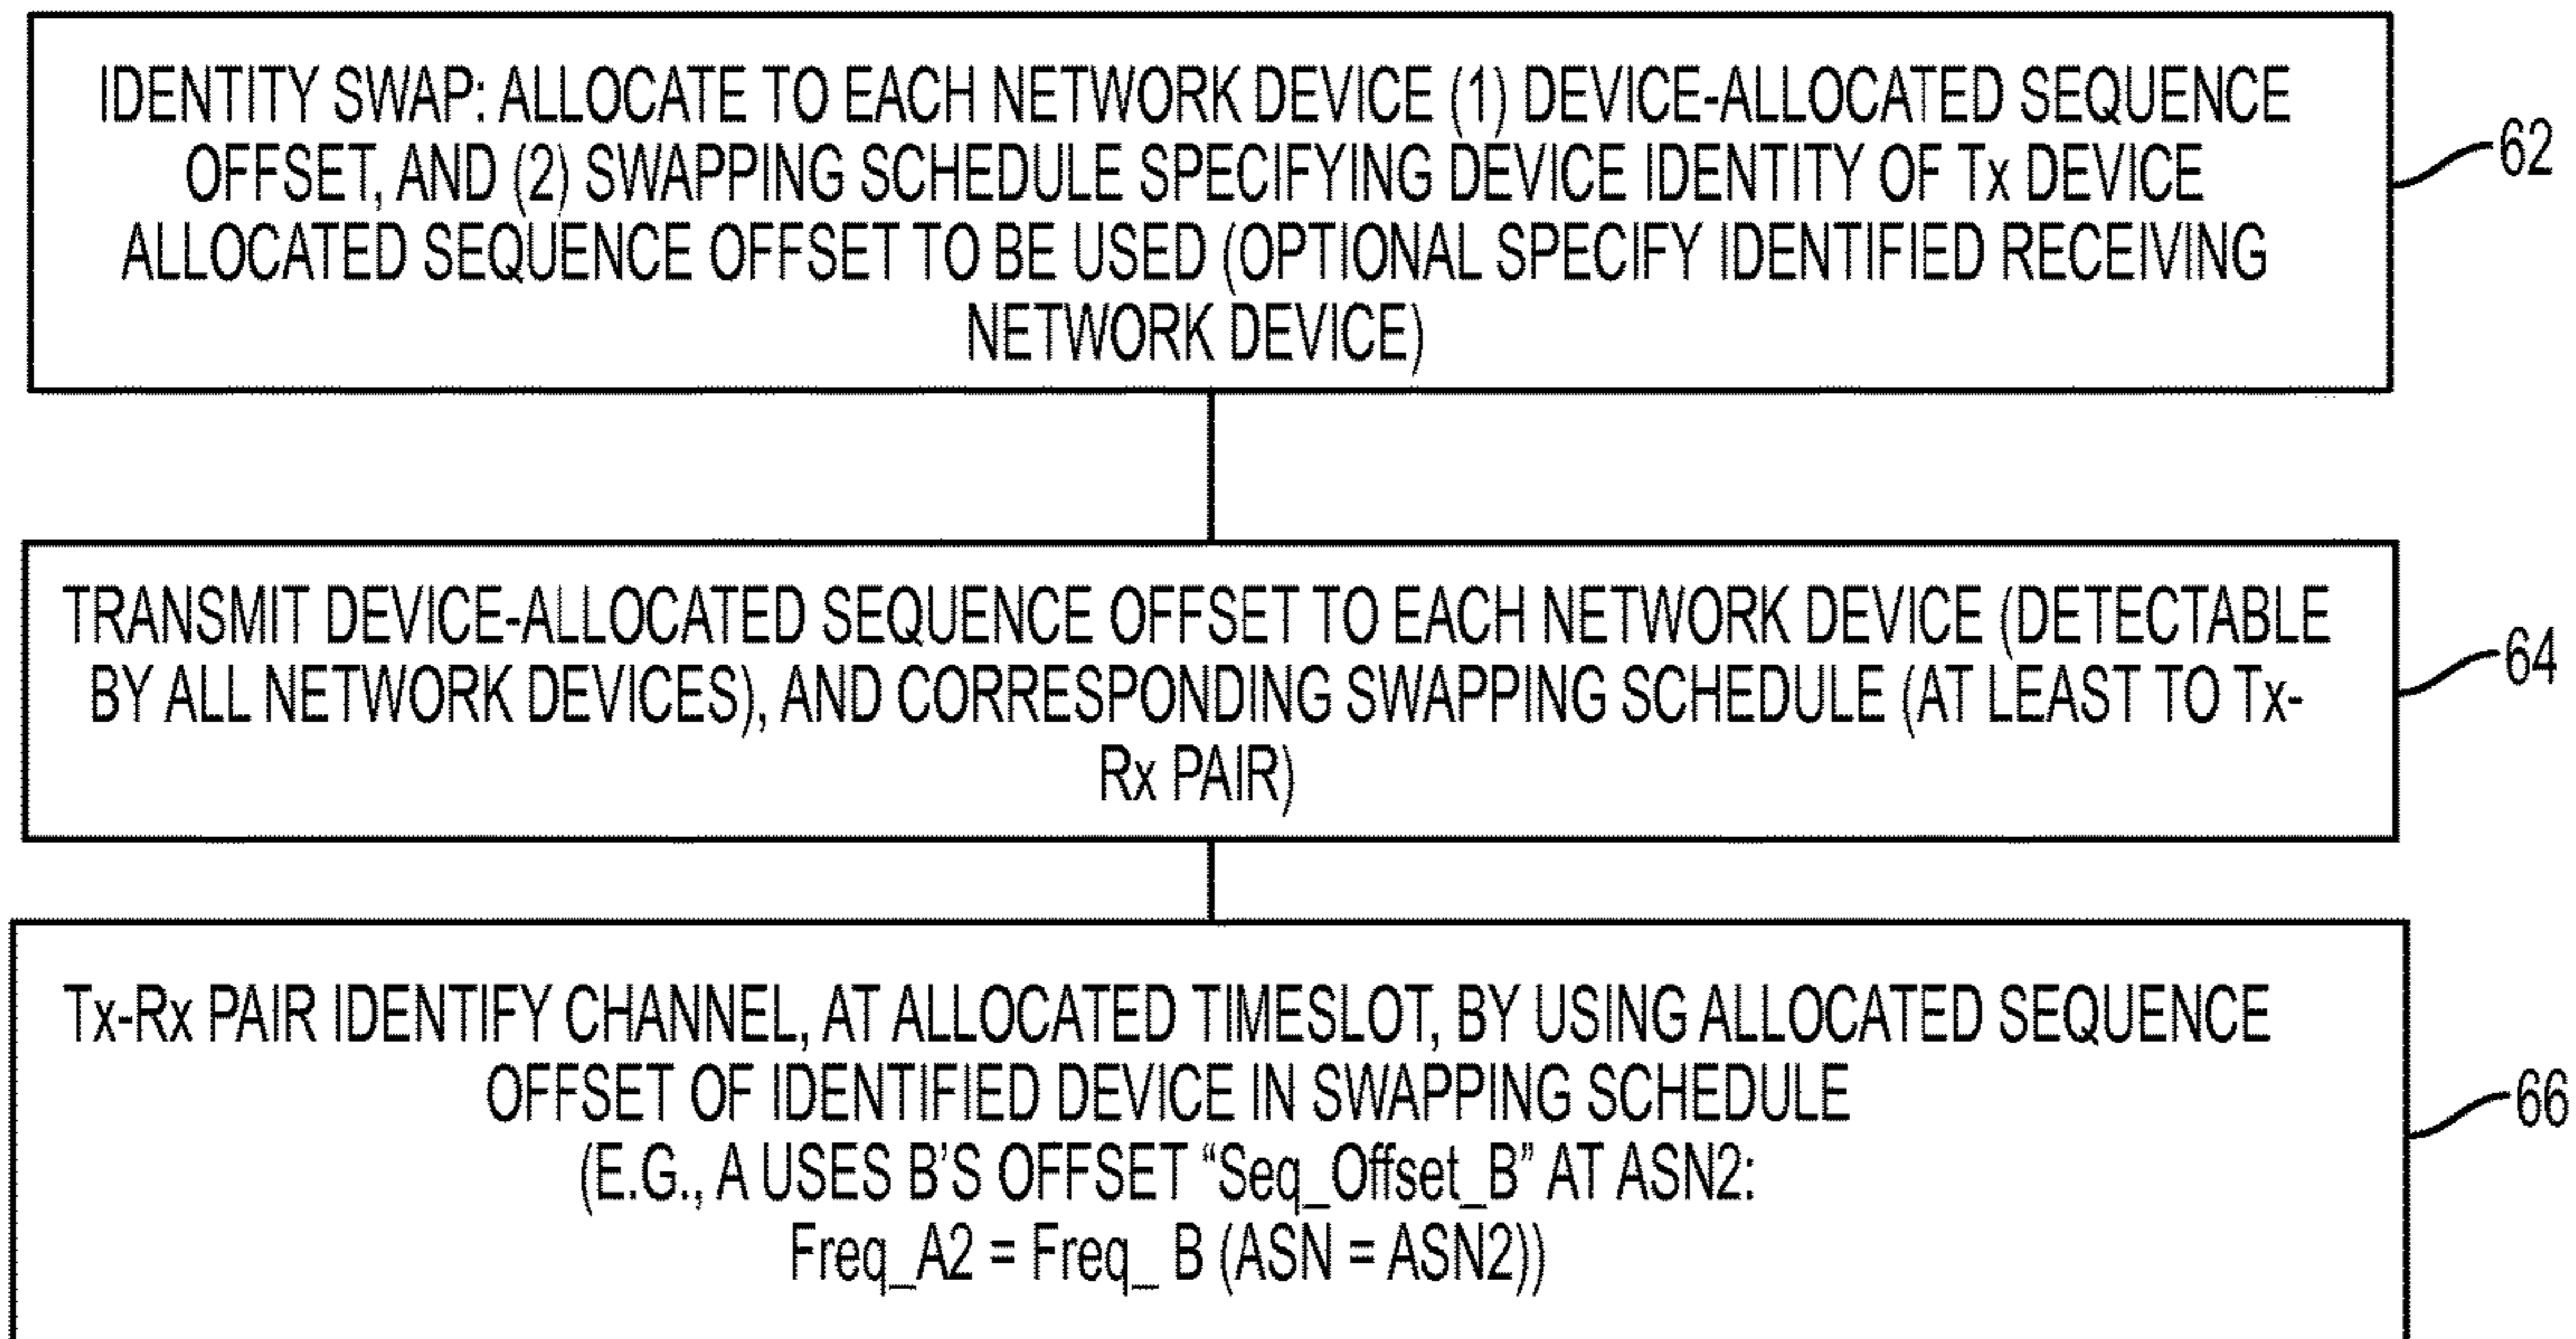 IDENTITY SWAP: ALLOCATE TO EACH NETWORK DEVICE (1) DEVICE-ALLOCATED SEQUENCE
OFFSET, AND (2) SWAPPING SCHEDULE SPECIFYING DEVICE IDENTITY OF Tx DEVICE
ALLOCATED SEQUENCE OFFSET TO BE USED (OPTIONAL SPECIFY IDENTIFIED RECEIVING
NETWORK DEVICE)
62
TRANSMIT DEVICE-ALLOCATED SEQUENCE OFFSET TO EACH NETWORK DEVICE (DETECTABLE
BY ALL NETWORK DEVICES), AND CORRESPONDING SWAPPING SCHEDULE (AT LEAST TO Tx-
Rx PAIR)
64
Tx-Rx PAIR IDENTIFY CHANNEL, AT ALLOCATED TIMESLOT, BY USING ALLOCATED SEQUENCE
OFFSET OF IDENTIFIED DEVICE IN SWAPPING SCHEDULE
(E.G., A USES B'S OFFSET “Seq_Offset_B” AT ASN2:
Freq_A2 = Freq_ B (ASN = ASN2))
66